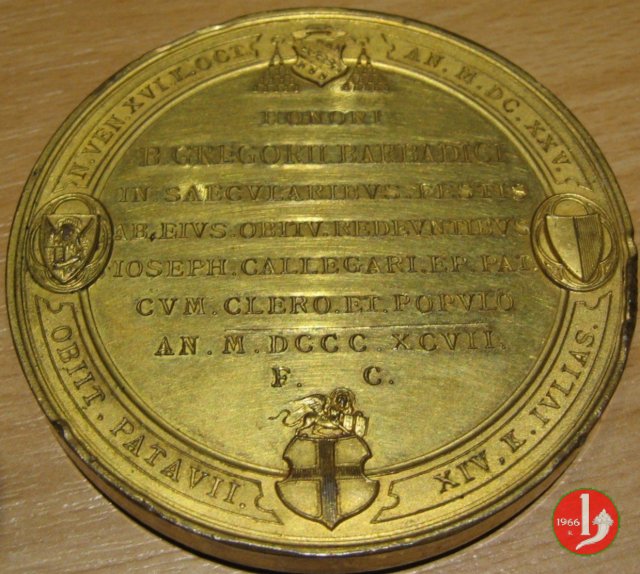 N. VEN. XVI K. OCT.
AN. M. DC. XXV.
HONORI
B. GREGORII BARBADICI
IN. SAECVLARIBVS. FESTIS
AB. EIVS. OBITV. REDEVNTIBVS
IOSEPH. CALLEGARI. EP. PAT.
CVM. CLERO. ET. POPVLO
AN. M. DCCC. XCVII.
F. C.
OBIIT. PATAVII.
XIV. K. IVLIAS.
1966